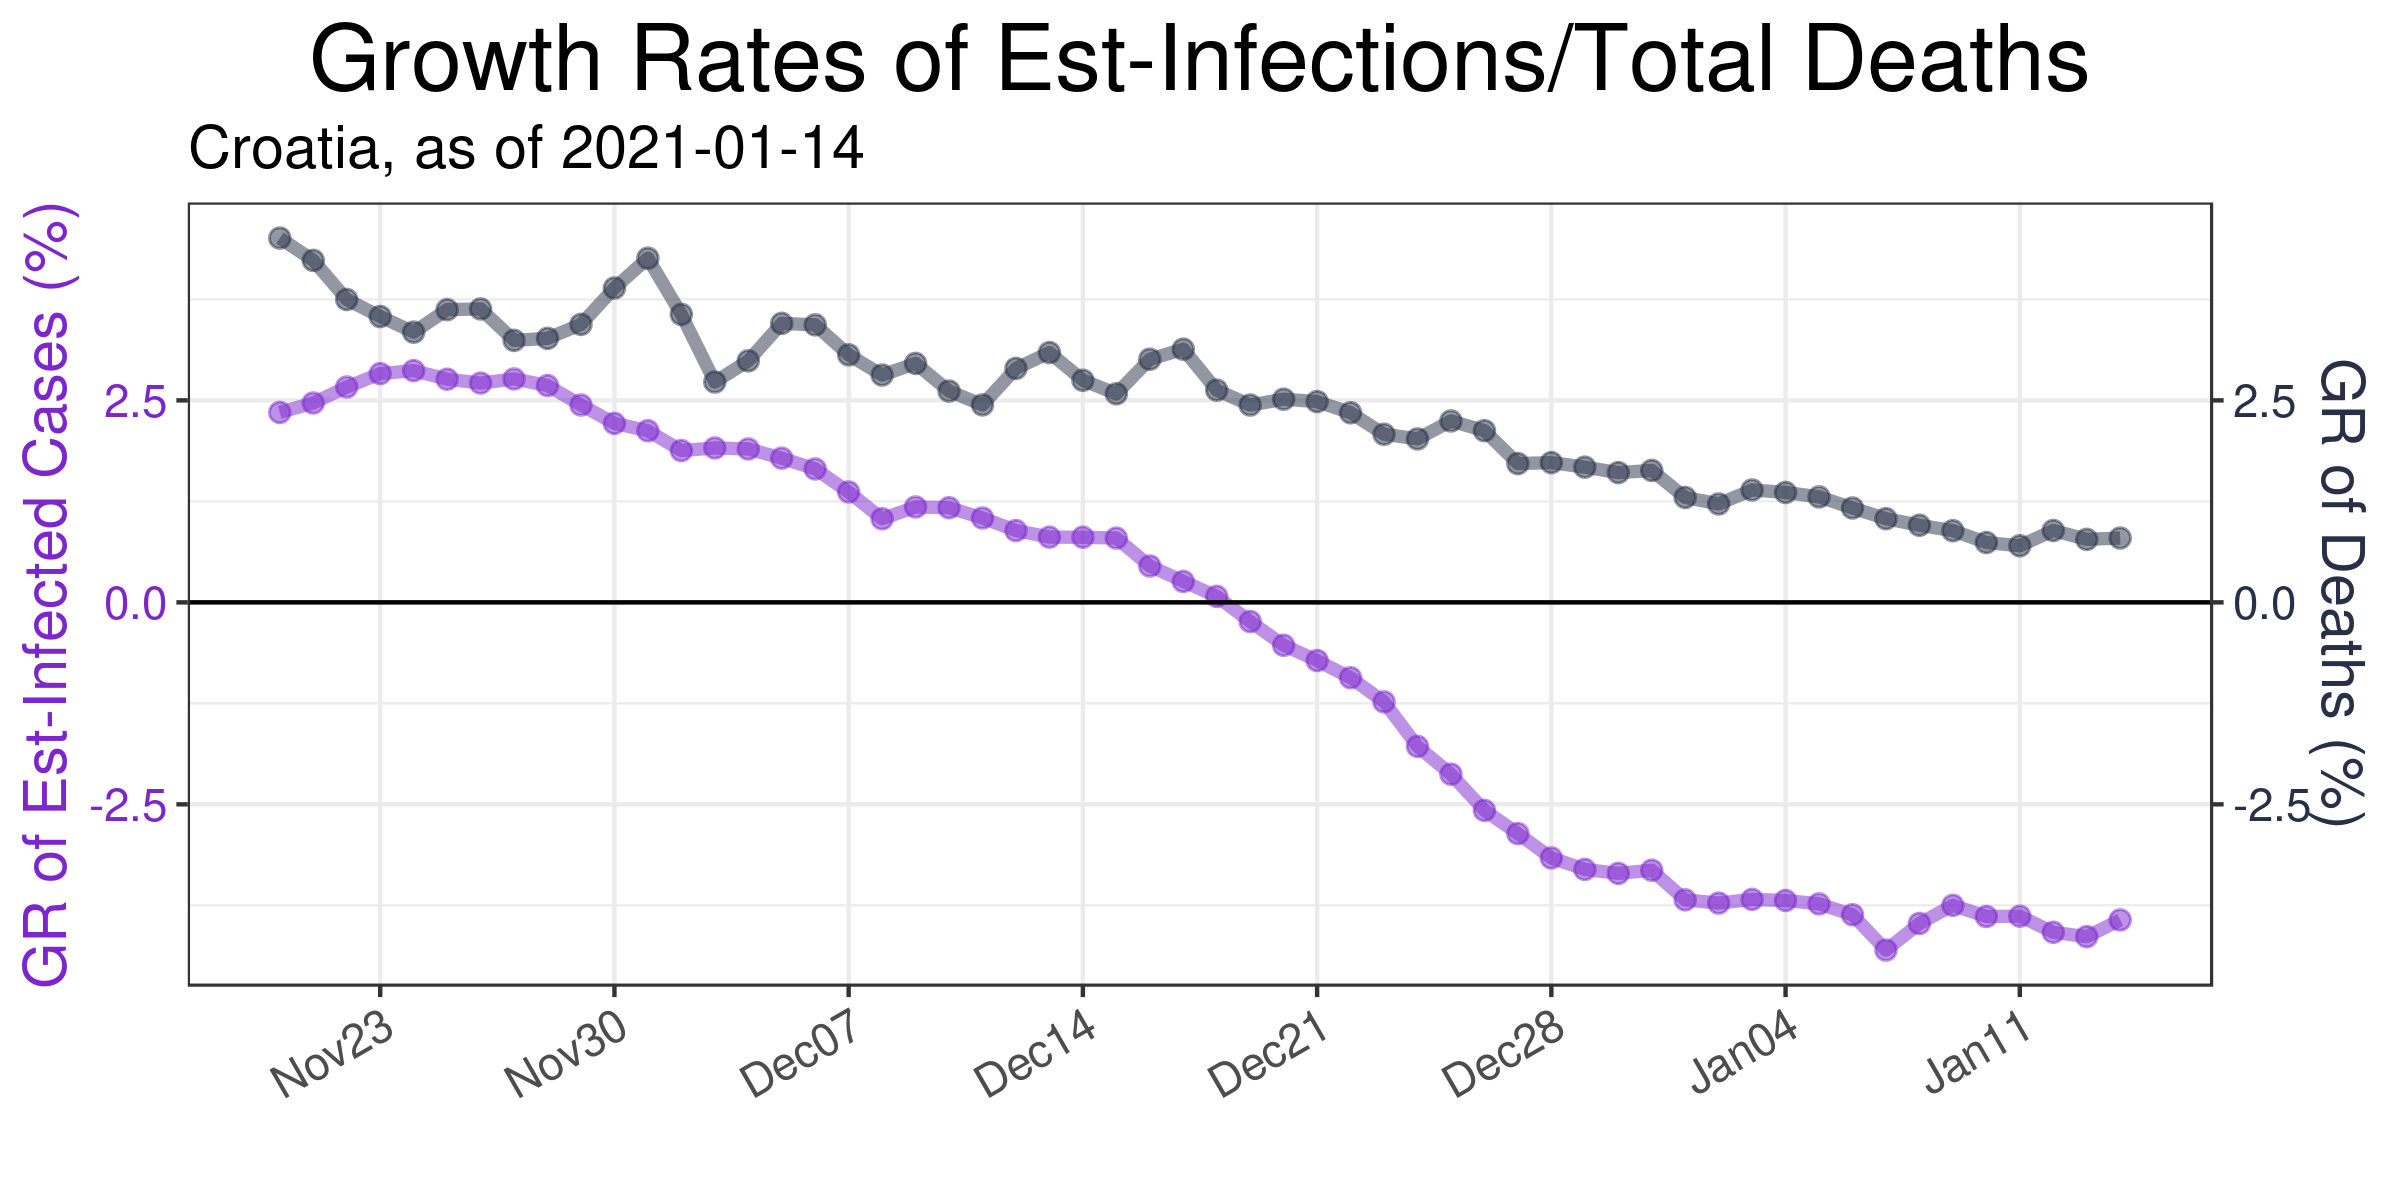 Growth Rates of Est-Infections/Total Deaths
Croatia, as of 2021-01-14
GR of Est-Infected Cases (%)
2.5
0.0
-2.5
2.5
0.0
-2.5
GR of Deaths (%)
Nov23
Nov30
Dec07
Dec14
Dec21
Dec28
Jan04
Jan11